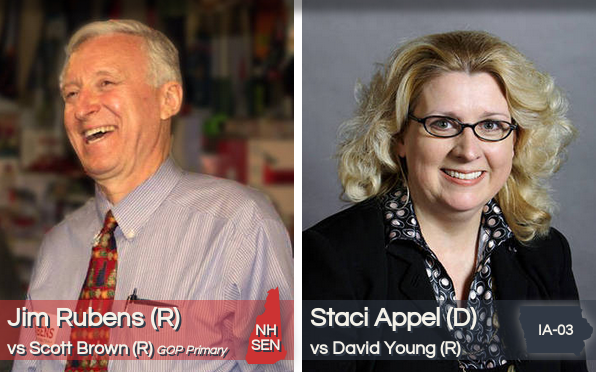 Jim Rubens (R)
vs Scott Brown (R) GOP Primary
NH
SEN
Staci Appel (D)
vs David Young (R)
IA-03